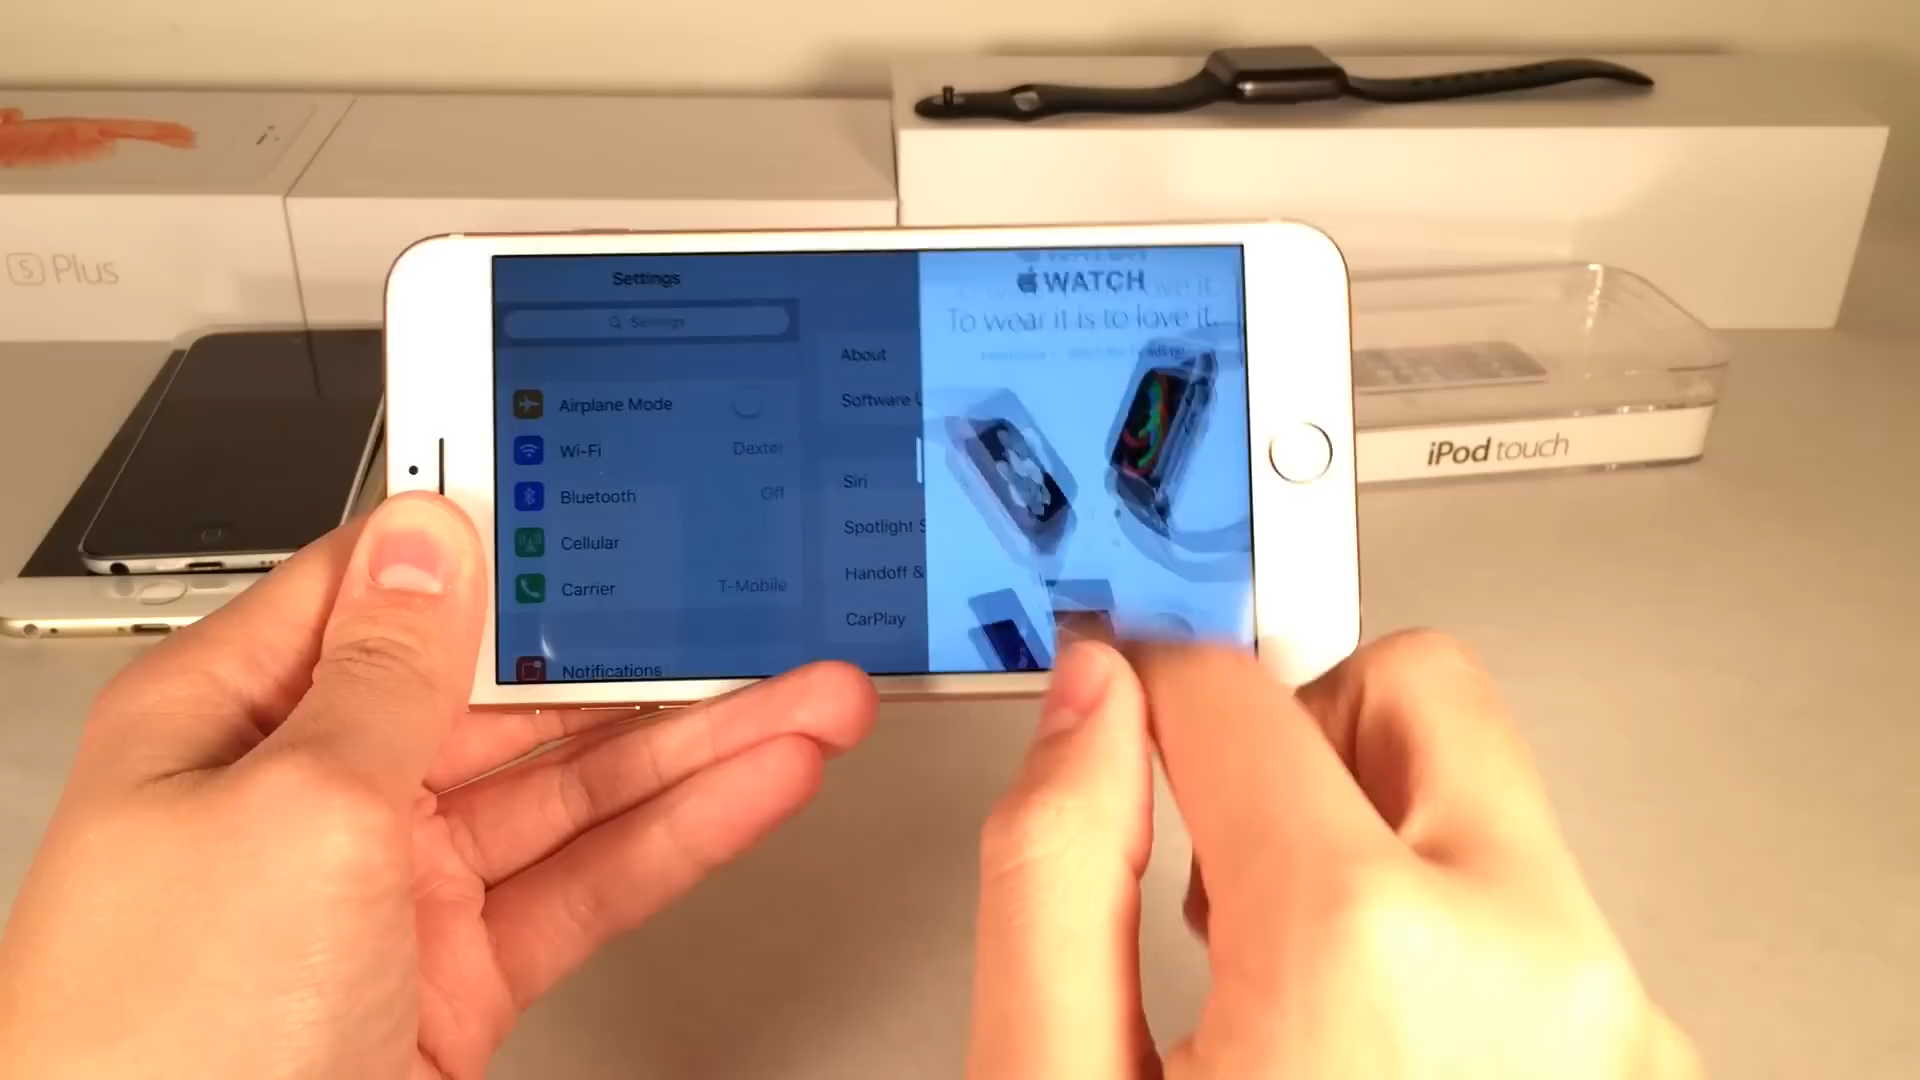 S Plus
Settings
Settings
Airplane Mode
Wi-Fi Dexter
Bluetooth Off
Cellular
Carrier T-Mobile
Notifications
About
Software U
Siri
Spotlight S
Handoff &
CarPlay
WATCH
To wear it is to love it.
iPod touch